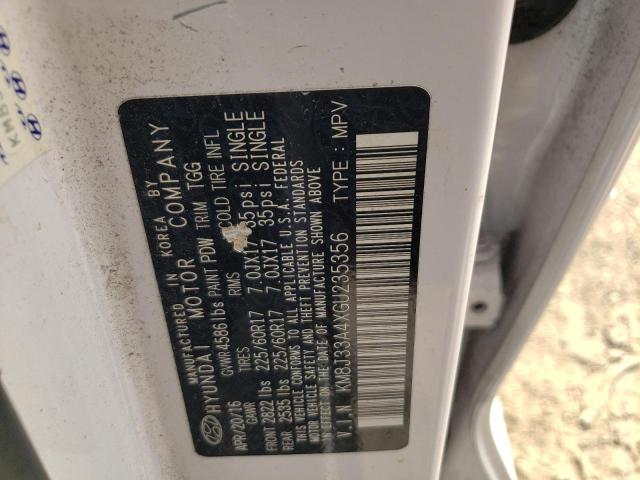 MANUFACTURED IN KOREA BY
HYUNDAI MOTOR COMPANY
APR/20/16 GVWR4586lbs PAINT PDW TRIM TGG
GAWR TIRES RIMS COLD TIRE INFL
FRONT 2822 lbs 225/60R17 7.0JX17 35psi SINGLE
REAR 2535 lbs 225/60R17 7.0JX17 35psi SINGLE
THIS VEHICLE CONFORMS TO ALL APPLICABLE U.S.A. FEDERAL
MOTOR VEHICLE SAFETY AND THEFT PREVENTION STANDARDS
IN EFFECT ON THE DATE OF MANUFACTURE SHOWN ABOVE
V.I.N : KM8J33A4XGU235356 TYPE : MPV